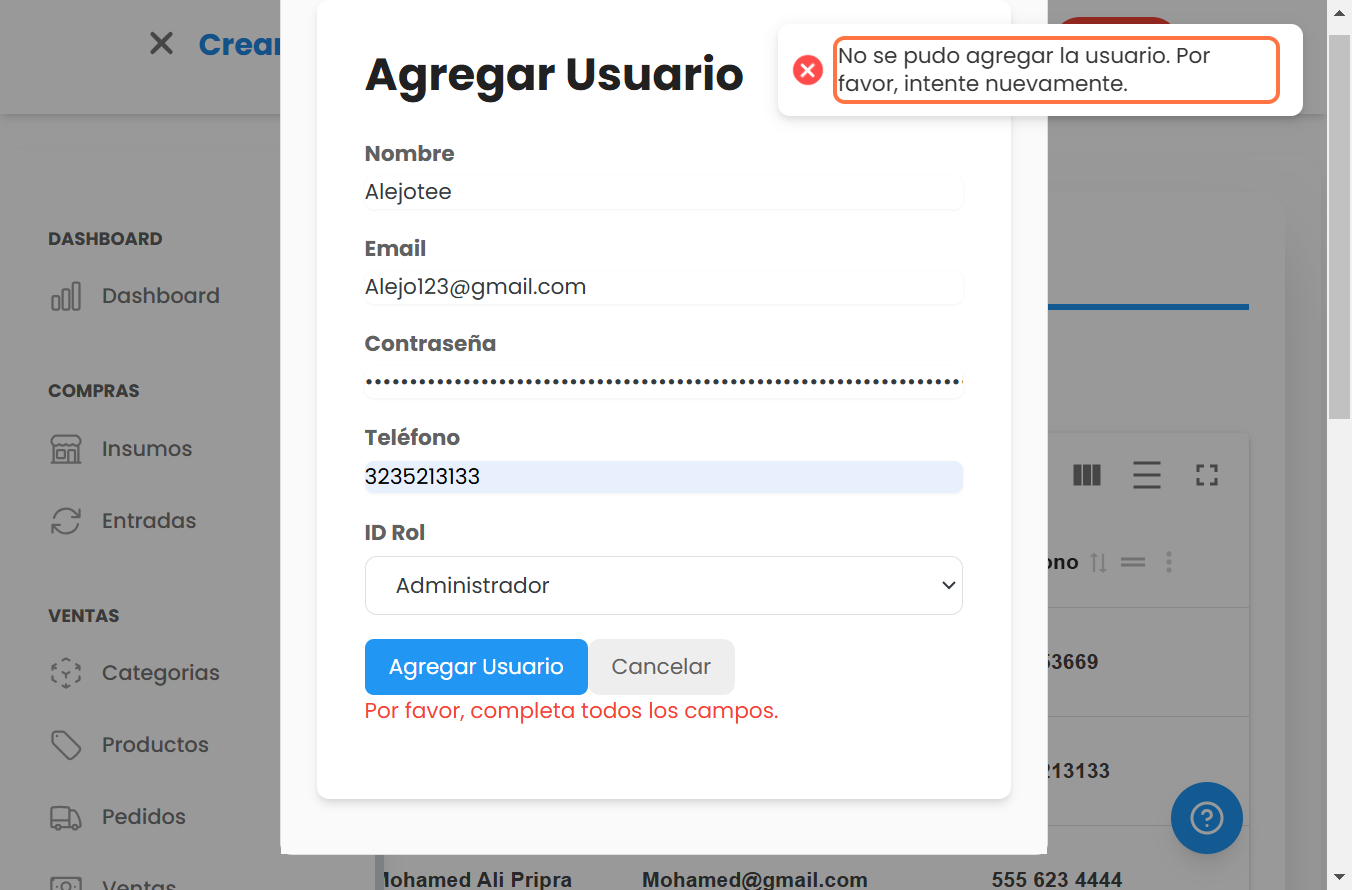 Crear
Agregar Usuario
No se pudo agregar la usuario. Por
favor, intente nuevamente.
Nombre
Alejotee
Email
Alejo123@gmail.com
Contraseña
Teléfono
3235213133
ID Rol
Administrador
Agregar Usuario
Cancelar
Por favor, completa todos los campos.
DASHBOARD
Dashboard
COMPRAS
Insumos
Entradas
VENTAS
Categorias
Productos
Pedidos
Ventas
ono
53669
213133
Mohamed Ali Pripra
Mohamed@gmail.com
555 623 4444